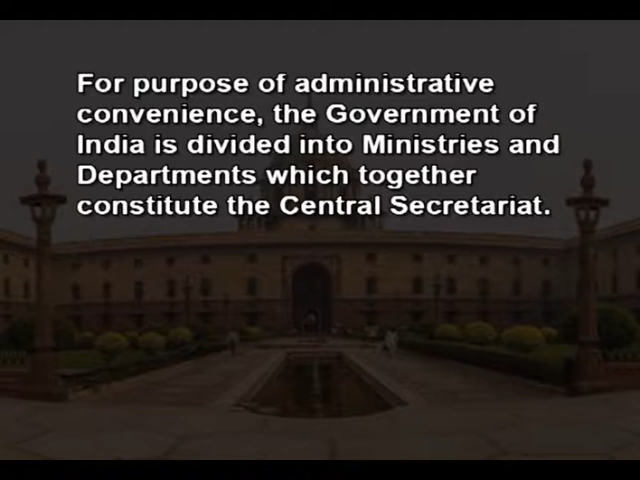 For purpose of administrative
convenience, the Government of
India is divided into Ministries and
Departments which together
constitute the Central Secretariat.